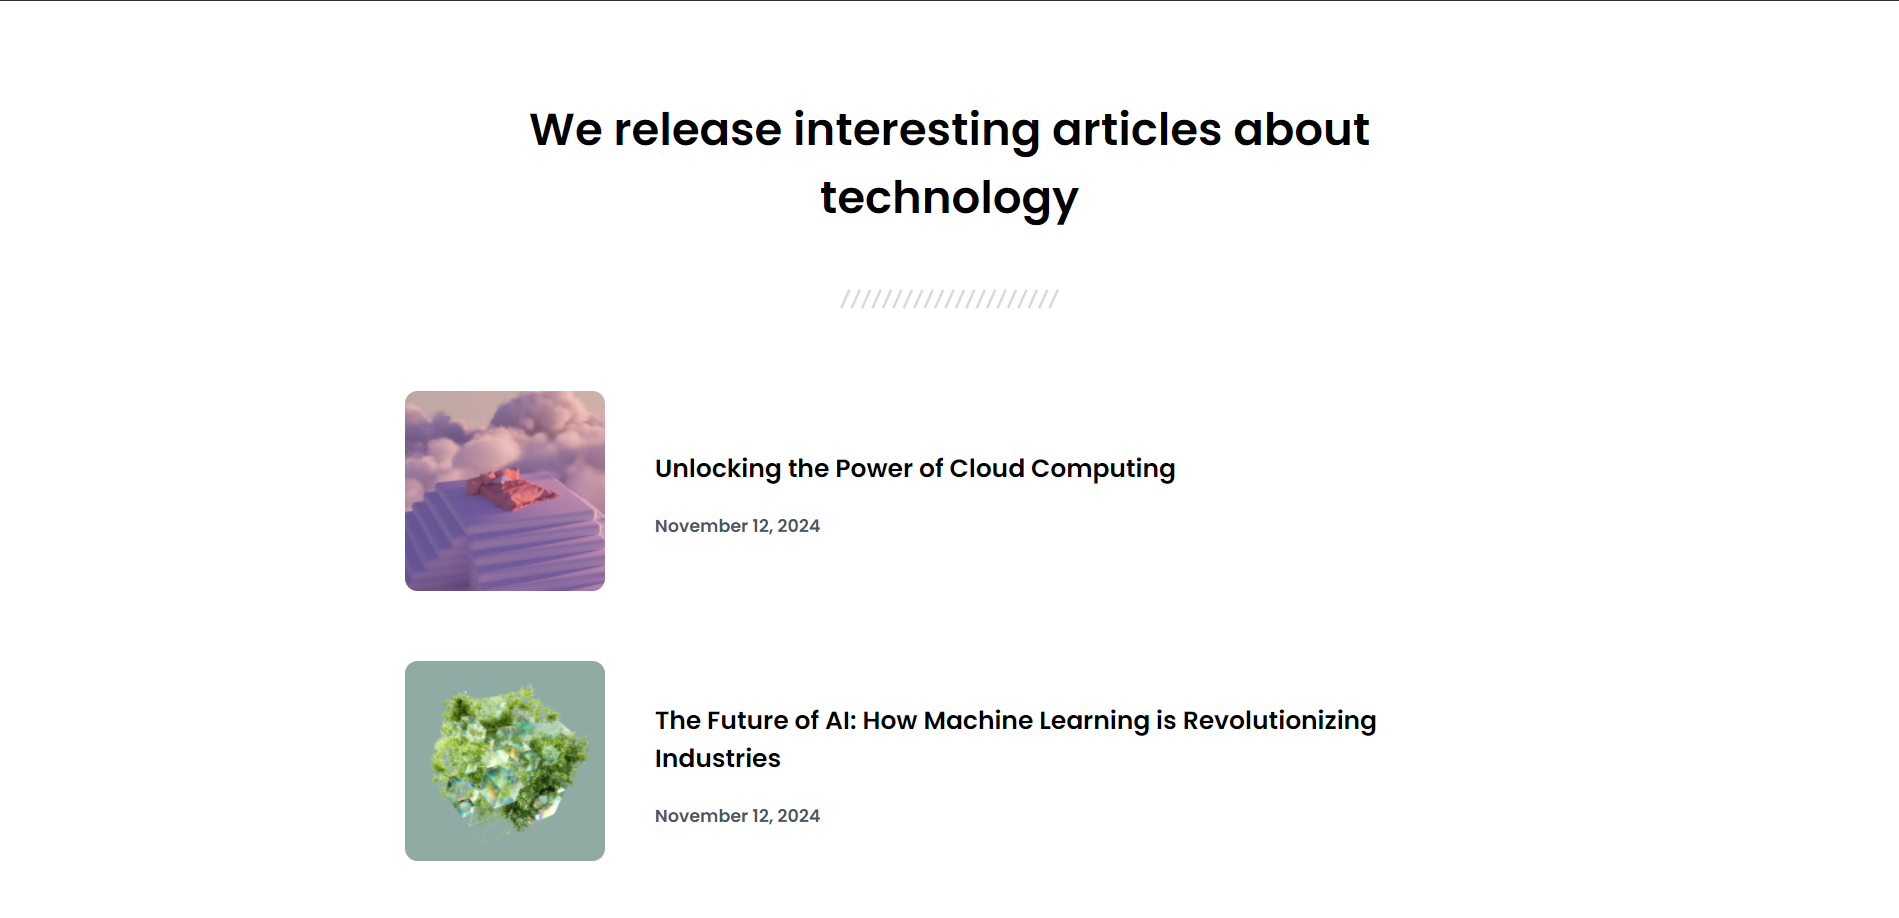 We release interesting articles about
technology
Unlocking the Power of Cloud Computing
November 12, 2024
The Future of AI: How Machine Learning is Revolutionizing
Industries
November 12, 2024